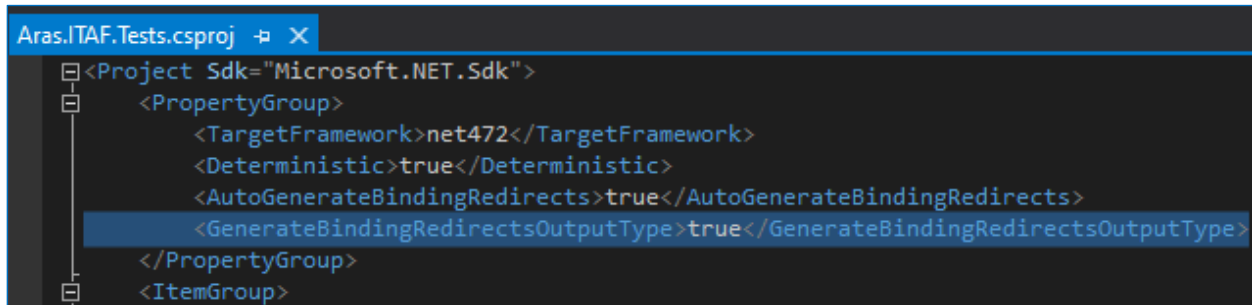 Aras.ITAF.Tests.csproj
<Project Sdk="Microsoft.NET.Sdk">
<PropertyGroup>
<TargetFramework>net472</TargetFramework>
<Deterministic>true</Deterministic>
<AutoGenerateBindingRedirects>true</AutoGenerateBindingRedirects>
<GenerateBindingRedirectsOutputType>true</GenerateBindingRedirectsOutputType>
</PropertyGroup>
<ItemGroup>